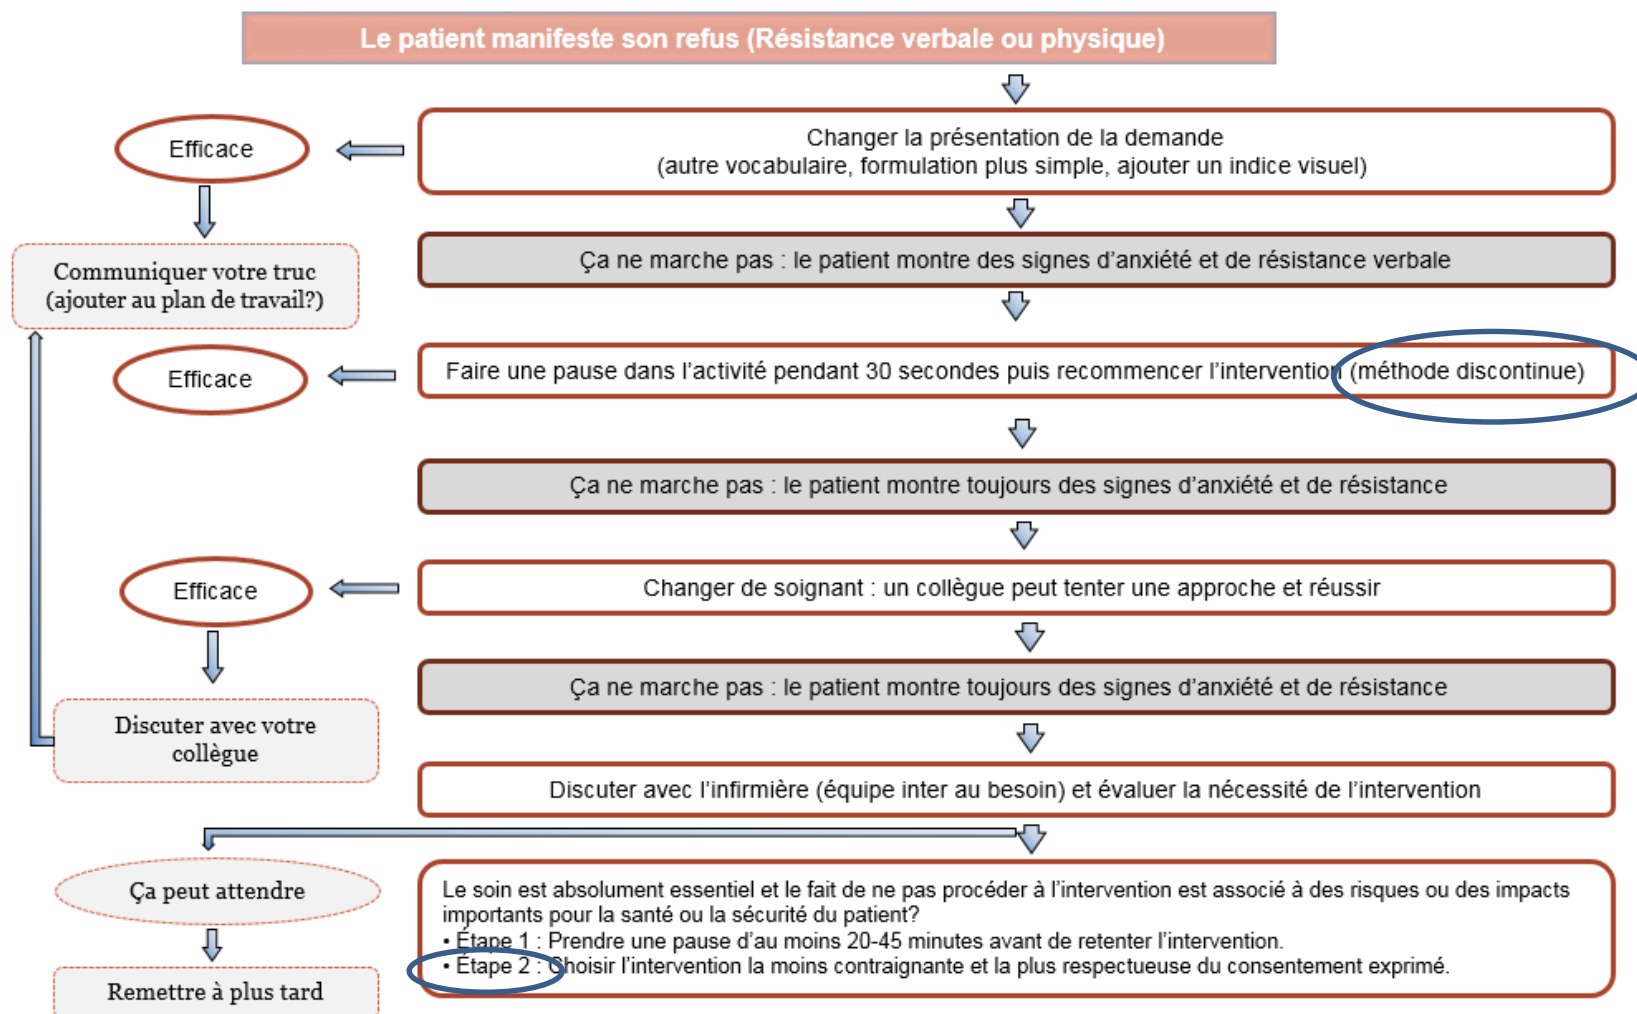 Le patient manifeste son refus (Résistance verbale ou physique)
Changer la présentation de la demande
(autre vocabulaire, formulation plus simple, ajouter un indice visuel)
Efficace
Ça ne marche pas : le patient montre des signes d’anxiété et de résistance verbale
Communiquer votre truc
(ajouter au plan de travail?)
Faire une pause dans l’activité pendant 30 secondes puis recommencer l’intervention (méthode discontinue)
Efficace
Ça ne marche pas : le patient montre toujours des signes d’anxiété et de résistance
Changer de soignant : un collègue peut tenter une approche et réussir
Efficace
Ça ne marche pas : le patient montre toujours des signes d’anxiété et de résistance
Discuter avec votre
collègue
Discuter avec l’infirmière (équipe inter au besoin) et évaluer la nécessité de l’intervention
Ça peut attendre
Remettre à plus tard
Le soin est absolument essentiel et le fait de ne pas procéder à l’intervention est associé à des risques ou des impacts
importants pour la santé ou la sécurité du patient?
• Étape 1 : Prendre une pause d’au moins 20-45 minutes avant de retenter l’intervention.
• Étape 2 : Choisir l’intervention la moins contraignante et la plus respectueuse du consentement exprimé.